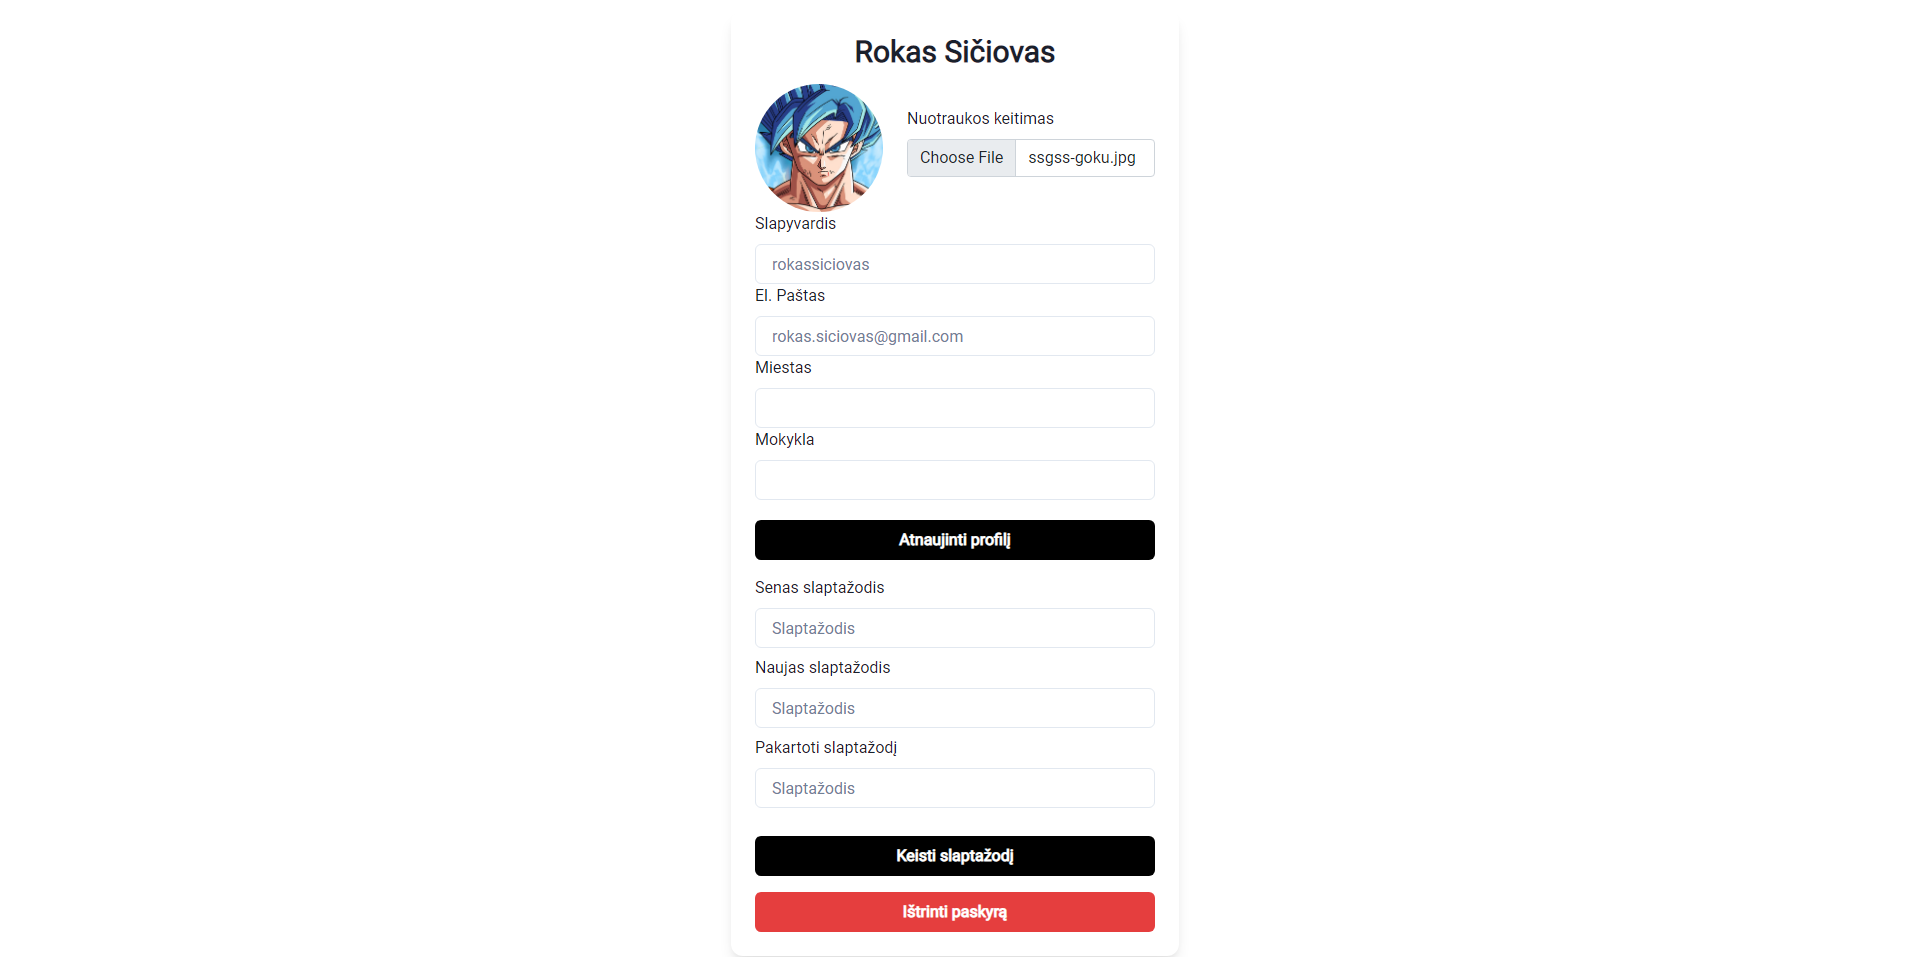 Rokas Sičiovas
Nuotraukos keitimas
Choose File ssgss-goku.jpg
Slapyvardis
rokassiciovas
El. Paštas
rokas.siciovas@gmail.com
Miestas
Mokykla
Atnaujinti profilį
Senas slaptažodis
Slaptažodis
Naujas slaptažodis
Slaptažodis
Pakartoti slaptažodį
Slaptažodis
Keisti slaptažodį
Ištrinti paskyrą